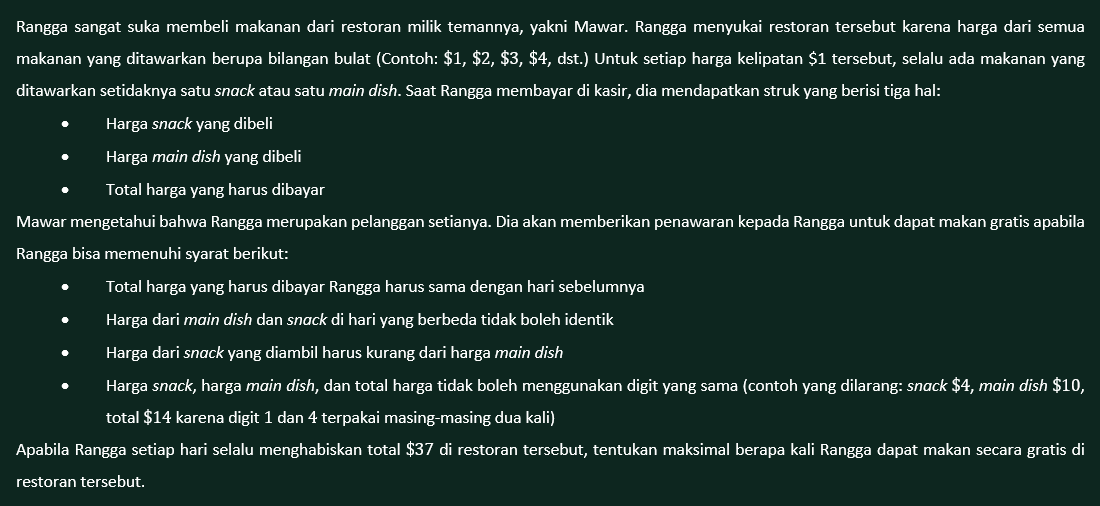 Rangga sangat suka membeli makanan dari restoran milik temannya, yakni Mawar. Rangga menyukai restoran tersebut karena harga dari semua
makanan yang ditawarkan berupa bilangan bulat (Contoh: $1, $2, $3, $4, dst.) Untuk setiap harga kelipatan $1 tersebut, selalu ada makanan yang
ditawarkan setidaknya satu snack atau satu main dish. Saat Rangga membayar di kasir, dia mendapatkan struk yang berisi tiga hal:
• Harga snack yang dibeli
• Harga main dish yang dibeli
• Total harga yang harus dibayar
Mawar mengetahui bahwa Rangga merupakan pelanggan setianya. Dia akan memberikan penawaran kepada Rangga untuk dapat makan gratis apabila
Rangga bisa memenuhi syarat berikut:
• Total harga yang harus dibayar Rangga harus sama dengan hari sebelumnya
• Harga dari main dish dan snack di hari yang berbeda tidak boleh identik
• Harga dari snack yang diambil harus kurang dari harga main dish
• Harga snack, harga main dish, dan total harga tidak boleh menggunakan digit yang sama (contoh yang dilarang: snack $4, main dish $10,
total $14 karena digit 1 dan 4 terpakai masing-masing dua kali)
Apabila Rangga setiap hari selalu menghabiskan total $37 di restoran tersebut, tentukan maksimal berapa kali Rangga dapat makan secara gratis di
restoran tersebut.